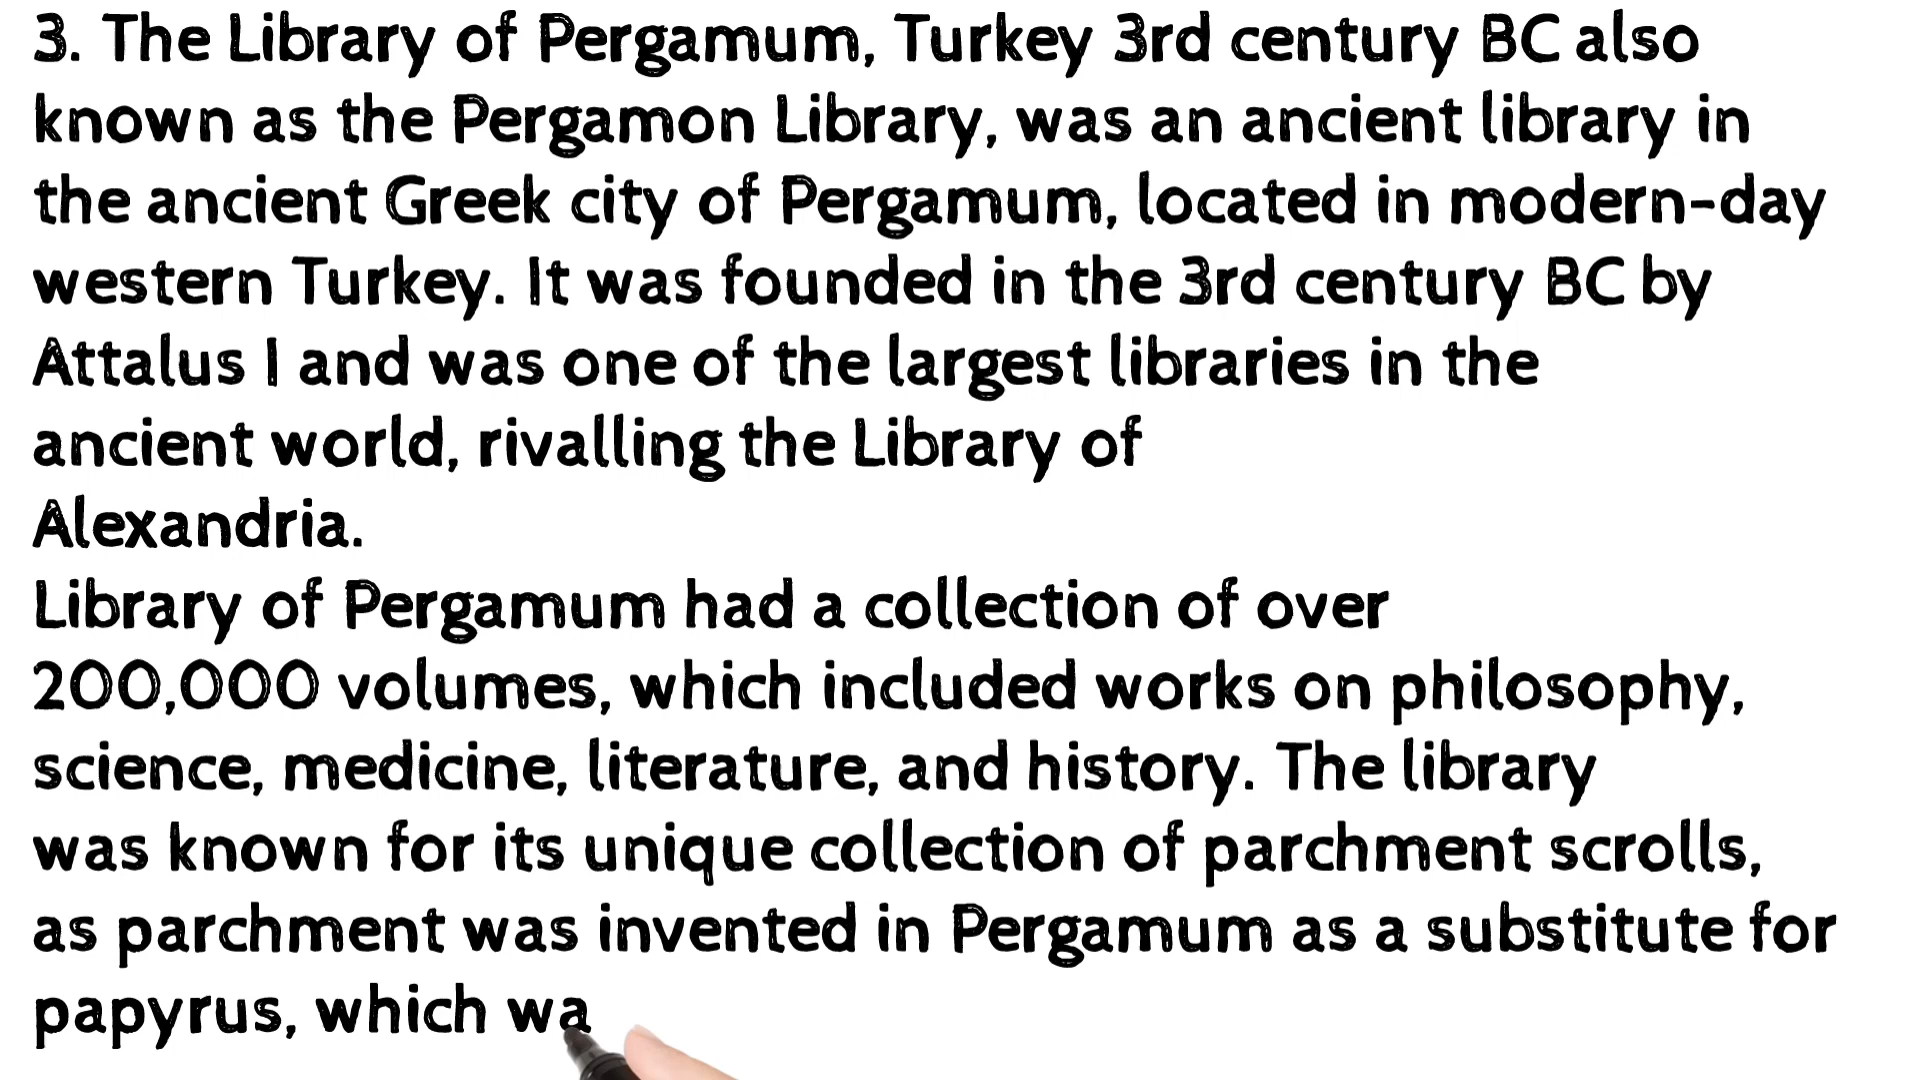 3. The Library of Pergamum, Turkey 3rd century BC also
known as the Pergamon Library, was an ancient library in
the ancient Greek city of Pergamum, located in modern-day
western Turkey. It was founded in the 3rd century BC by
Attalus I and was one of the largest libraries in the
ancient world, rivalling the Library of
Alexandria.
Library of Pergamum had a collection of over
200,000 volumes, which included works on philosophy,
science, medicine, literature, and history. The library
was known for its unique collection of parchment scrolls,
as parchment was invented in Pergamum as a substitute for
papyrus, which wa